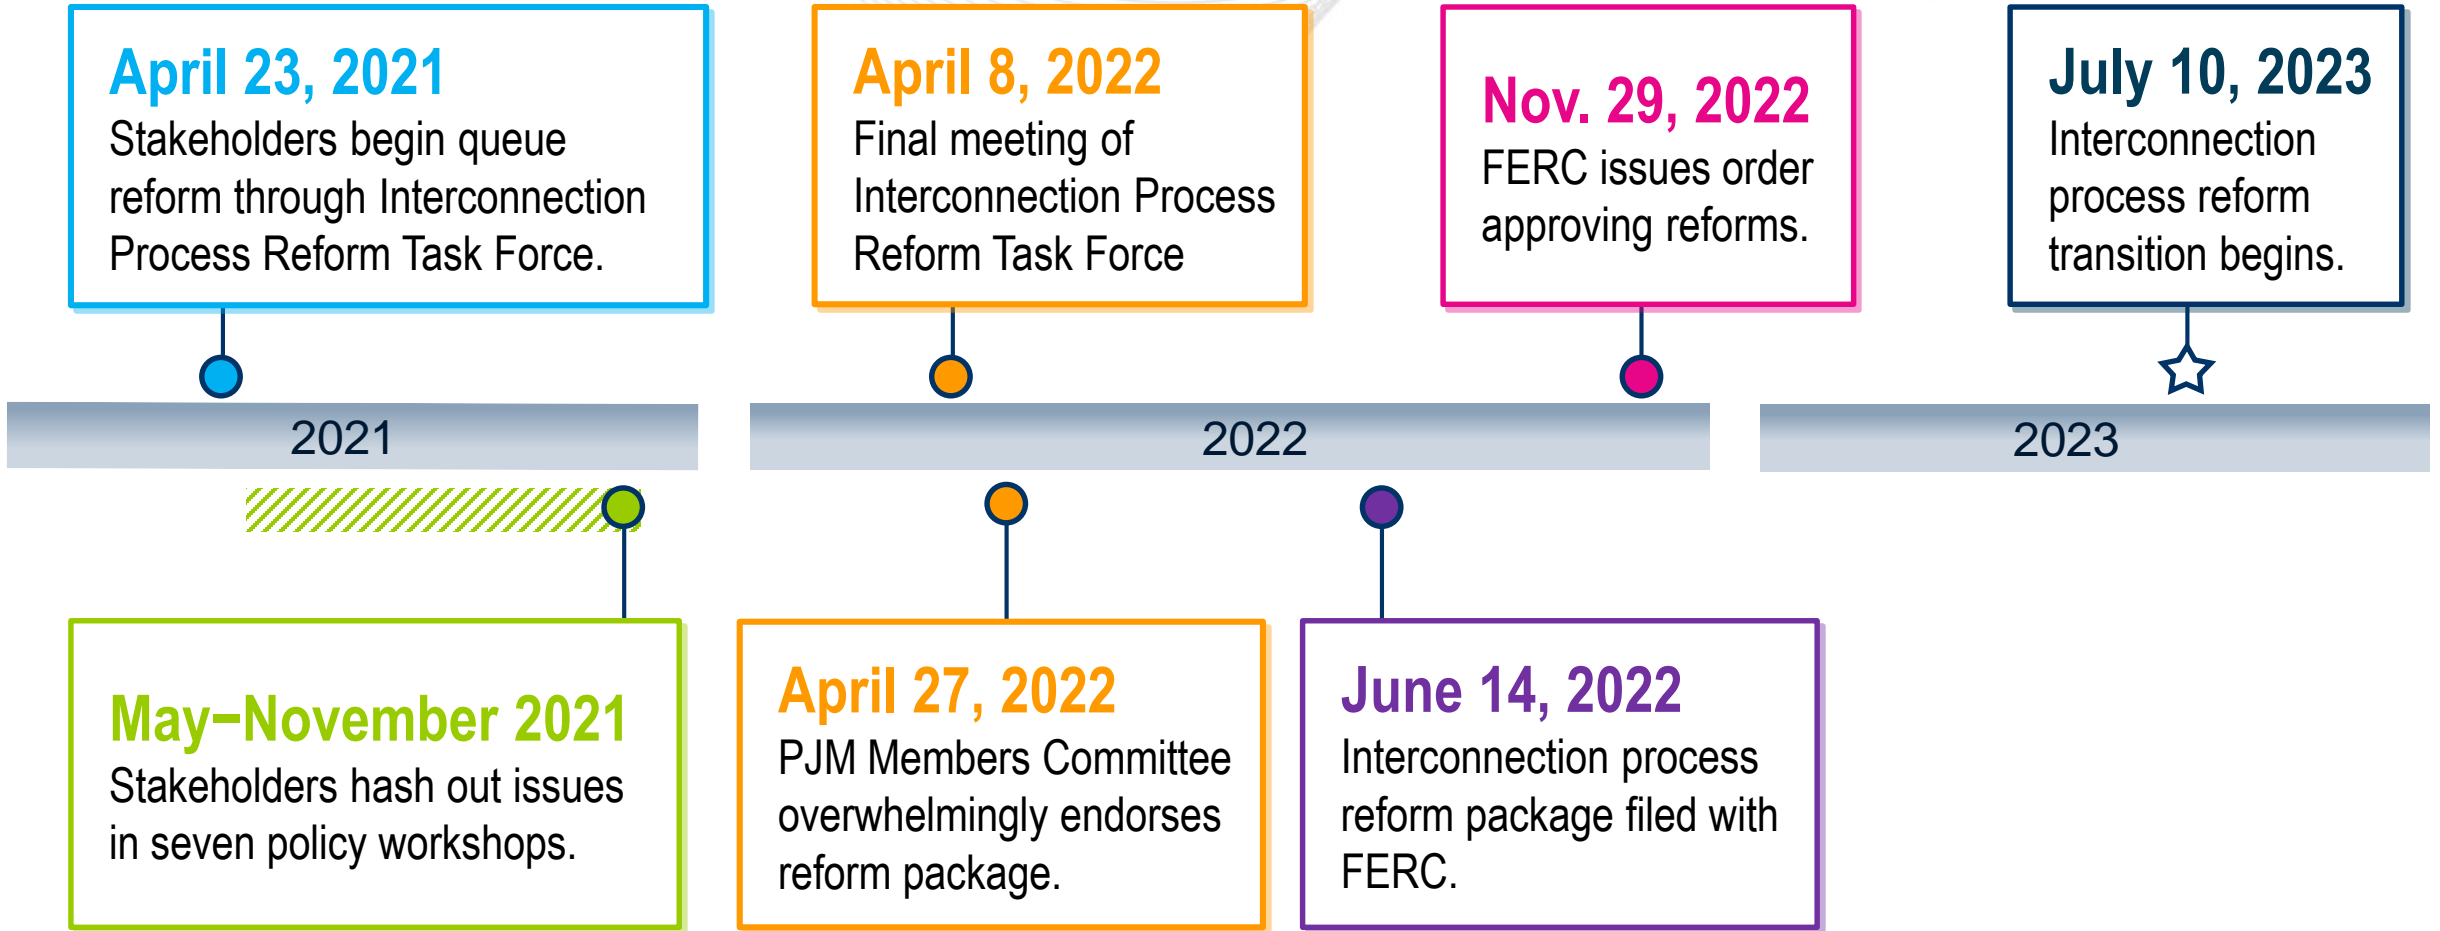 April 23, 2021
Stakeholders begin queue
reform through Interconnection
Process Reform Task Force.
April 8, 2022
Final meeting of
Interconnection Process
Reform Task Force
Nov. 29, 2022
FERC issues order
approving reforms.
July 10, 2023
Interconnection
process reform
transition begins.
2021
2022
2023
May–November 2021
Stakeholders hash out issues
in seven policy workshops.
April 27, 2022
PJM Members Committee
overwhelmingly endorses
reform package.
June 14, 2022
Interconnection process
reform package filed with
FERC.